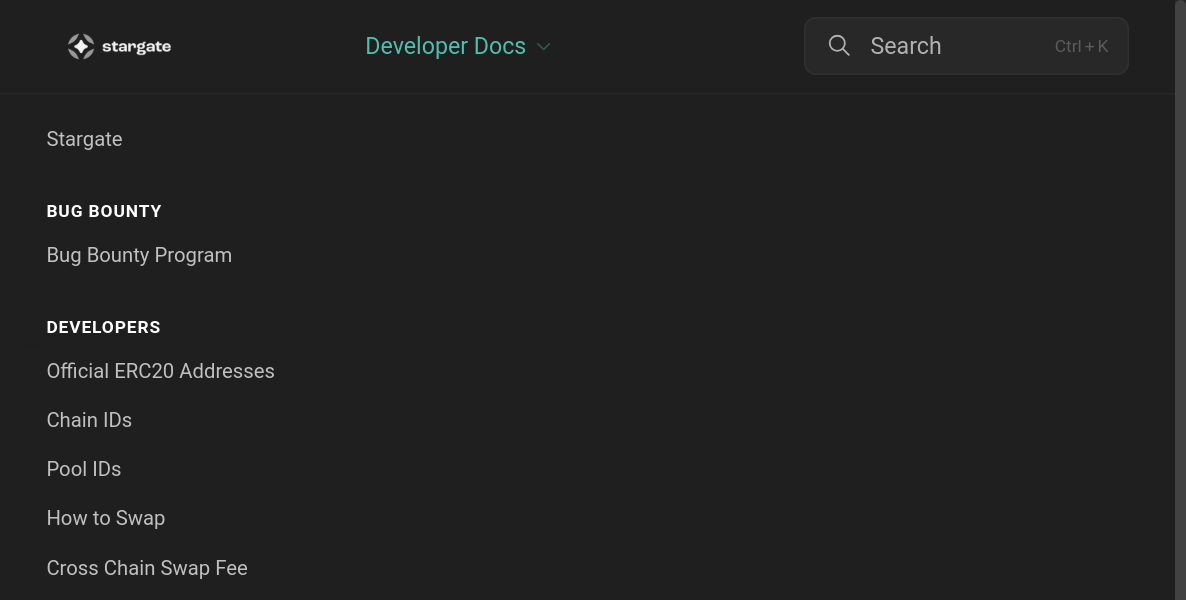 stargate
Developer Docs
Search
Ctrl + K
Stargate
BUG BOUNTY
Bug Bounty Program
DEVELOPERS
Official ERC20 Addresses
Chain IDs
Pool IDs
How to Swap
Cross Chain Swap Fee